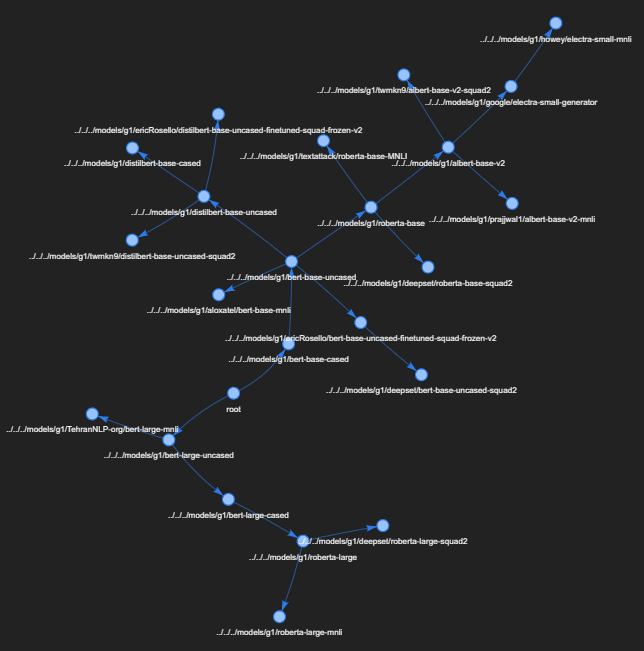 ../../../models/g1/howey/electra-small-mnli
../../../models/g1/twmkn9/albert-base-v2-squad2
../../../models/g1/google/electra-small-generator
../../../models/g1/ericRosello/distilbert-base-uncased-finetuned-squad-frozen-v2
../../../models/g1/textattack/roberta-base-MNLI
../../../models/g1/distilbert-base-cased
../../../models/g1/albert-base-v2
../../../models/g1/distilbert-base-uncased
../../../models/g1/prajjwal1/albert-base-v2-mnli
../../../models/g1/roberta-base
../../../models/g1/twmkn9/distilbert-base-uncased-squad2
../../../models/g1/bert-base-uncased
../../../models/g1/deepset/roberta-base-squad2
../../../models/g1/aloxatel/bert-base-mnli
../../../models/g1/ericRosello/bert-base-uncased-finetuned-squad-frozen-v2
../../../models/g1/bert-base-cased
../../../models/g1/deepset/bert-base-uncased-squad2
root
../../../models/g1/TehranNLP-org/bert-large-mnli
../../../models/g1/bert-large-uncased
../../../models/g1/bert-large-cased
../../../models/g1/deepset/roberta-large-squad2
../../../models/g1/roberta-large
../../../models/g1/roberta-large-mnli